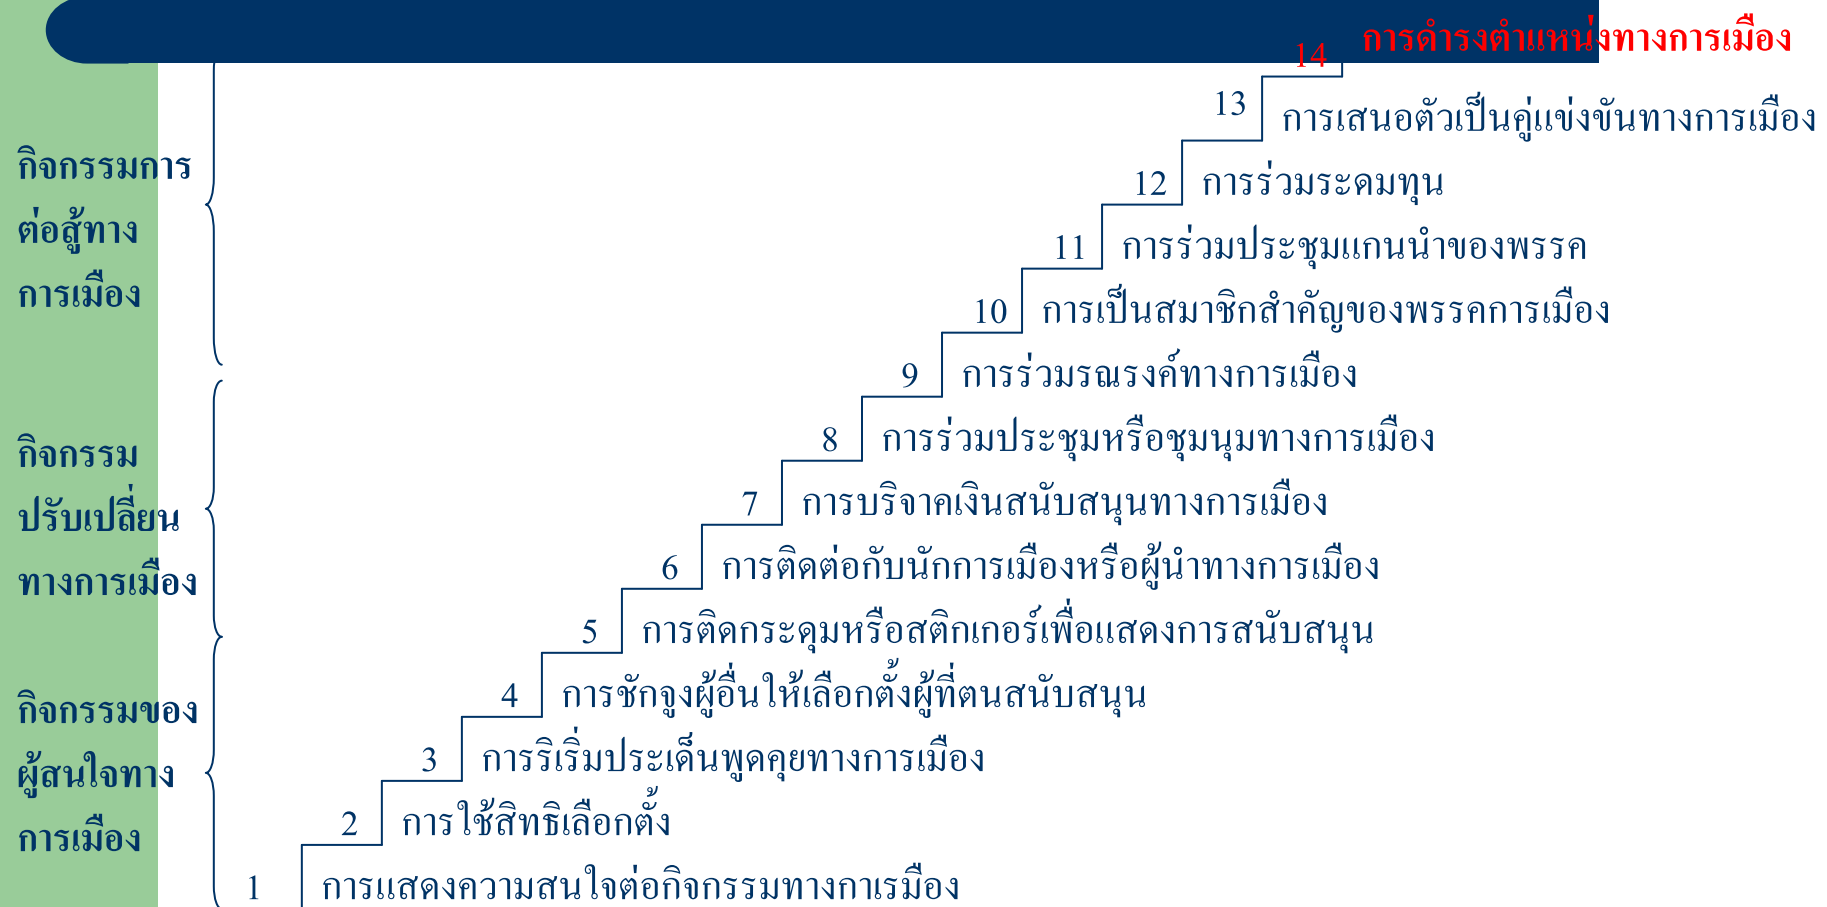 14 การดำรงตำแหน่งทางการเมือง
13 การเสนอตัวเป็นคู่แข่งขันทางการเมือง
กิจกรรมการ
ต่อสู้ทาง
การเมือง
12 การร่วมระดมทุน
11 การร่วมประชุมแกนนำของพรรค
10 การเป็นสมาชิกสำคัญของพรรคการเมือง
9 การร่วมรณรงค์ทางการเมือง
8 การร่วมประชุมหรือชุมนุมทางการเมือง
กิจกรรม
ปรับเปลี่ยน
ทางการเมือง
7 การบริจาคเงินสนับสนุนทางการเมือง
6 การติดต่อกับนักการเมืองหรือผู้นำทางการเมือง
5 การติดกระดุมหรือสติกเกอร์เพื่อแสดงการสนับสนุน
4 การชักจูงผู้อื่นให้เลือกตั้งผู้ที่ตนสนับสนุน
กิจกรรมของ
ผู้สนใจทาง
การเมือง
3 การริเริ่มประเด็นพูดคุยทางการเมือง
2 การใช้สิทธิเลือกตั้ง
1 การแสดงความสนใจต่อกิจกรรมทางกาเรมือง